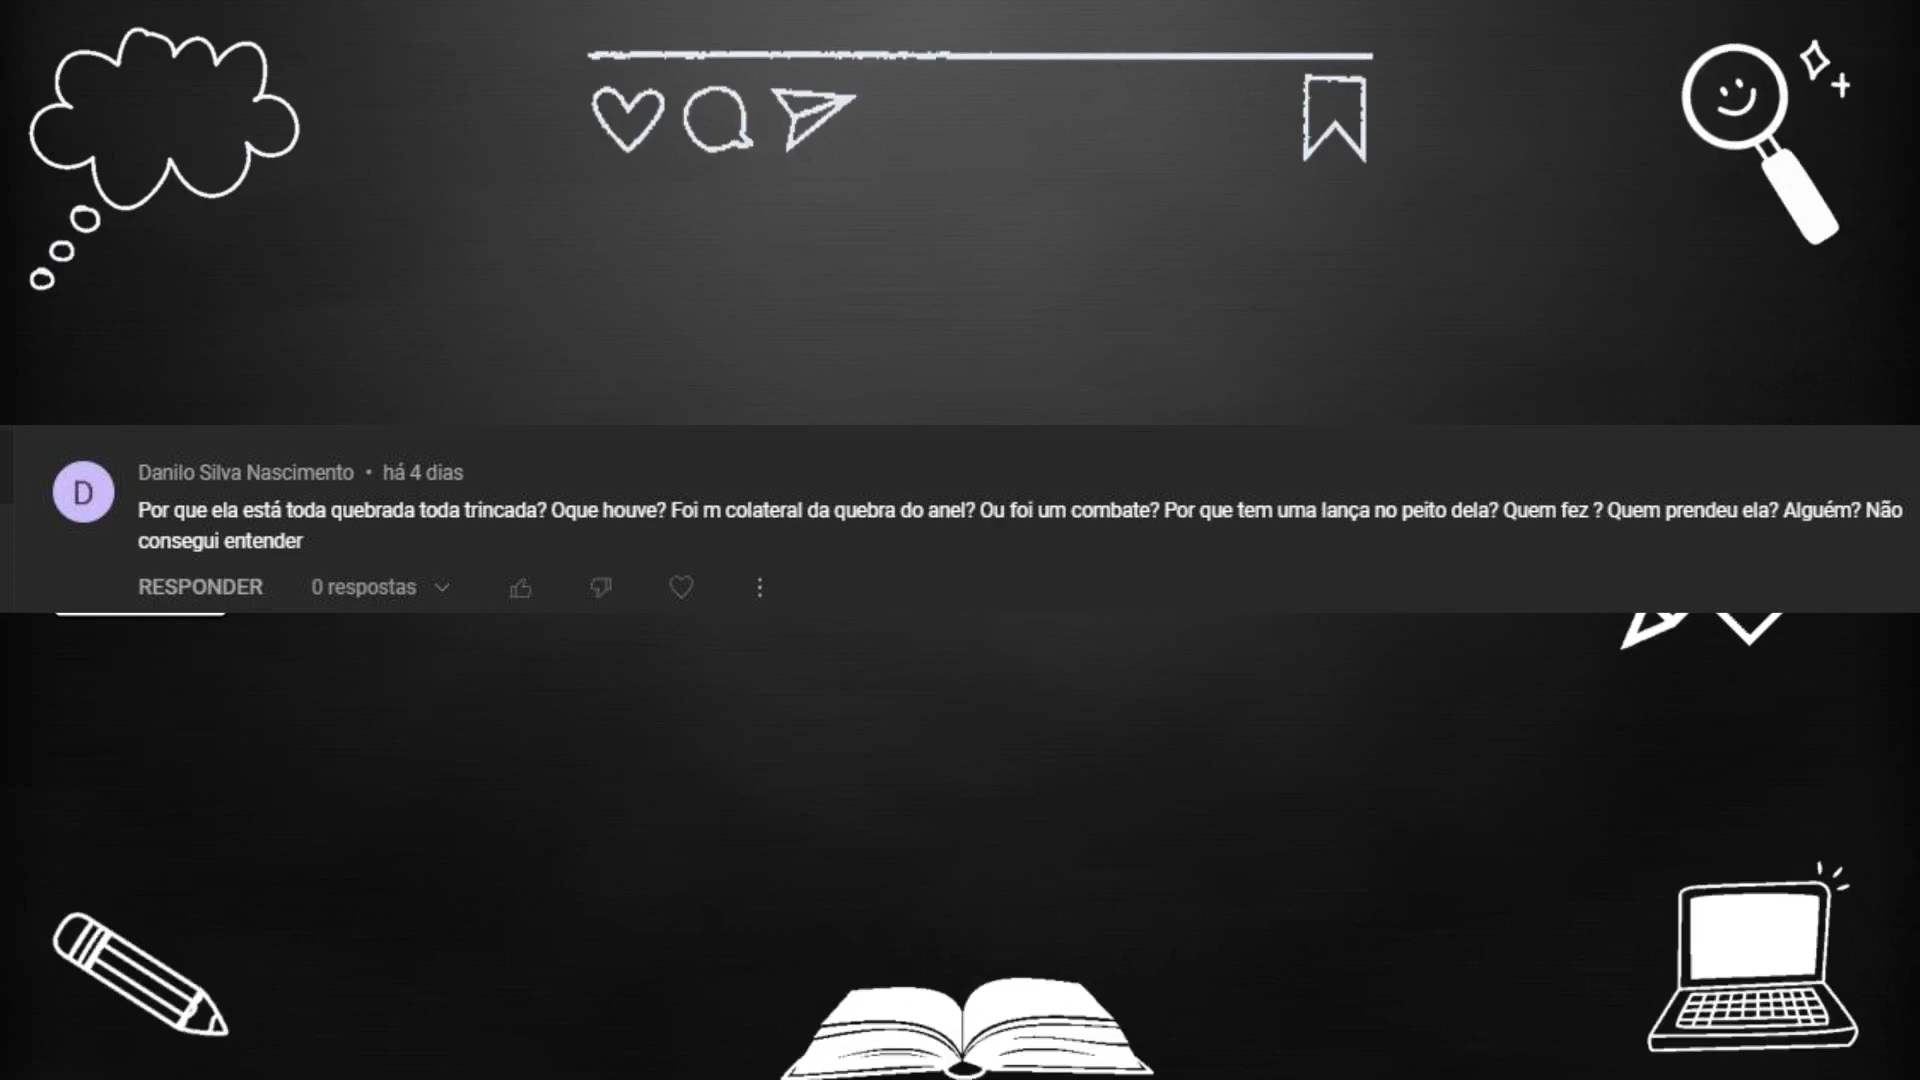 D
Danilo Silva Nascimento • há 4 dias
Por que ela está toda quebrada toda trincada? Oque houve? Foi m colateral da quebra do anel? Ou foi um combate? Por que tem uma lança no peito dela? Quem fez ? Quem prendeu ela? Alguém? Não
consegui entender
RESPONDER 0 respostas